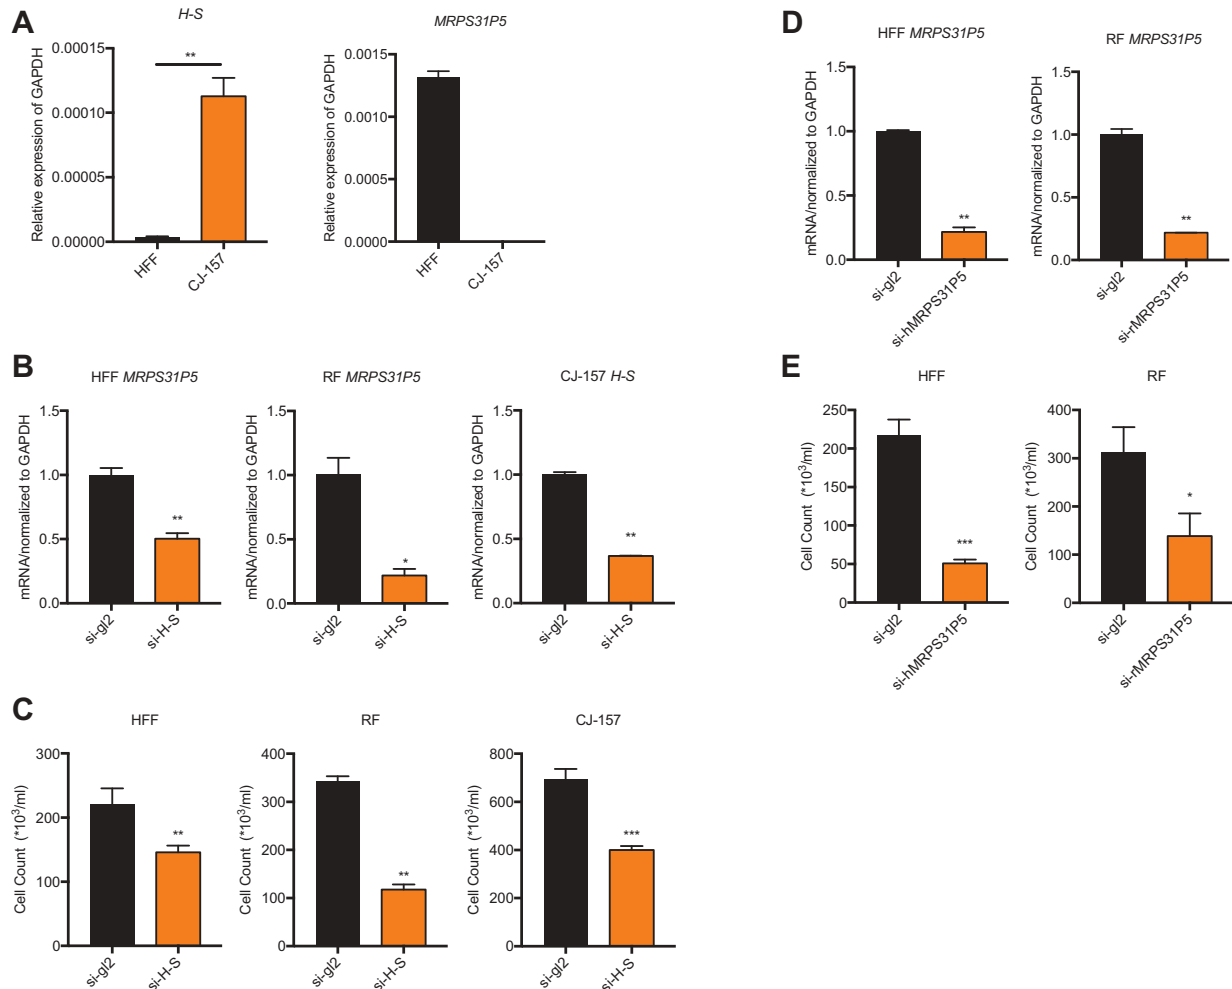 A
H-S
Relative expression of GAPDH
0.00015
0.00010
0.00005
0.00000
**
HFF
CJ-157
MRPS31P5
Relative expression of GAPDH
0.0015
0.0010
0.0005
0.0000
HFF
CJ-157
B
HFF MRPS31P5
mRNA/normalized to GAPDH
1.5
1.0
0.5
0.0
**
si-gl2
si-H-S
RF MRPS31P5
mRNA/normalized to GAPDH
1.5
1.0
0.5
0.0
*
si-gl2
si-H-S
CJ-157 H-S
mRNA/normalized to GAPDH
1.5
1.0
0.5
0.0
**
si-gl2
si-H-S
C
HFF
Cell Count (*10³/ml)
300
200
100
0
**
si-gl2
si-H-S
RF
Cell Count (*10³/ml)
400
300
200
100
0
**
si-gl2
si-H-S
CJ-157
Cell Count (*10³/ml)
800
600
400
200
0
***
si-gl2
si-H-S
D
HFF MRPS31P5
mRNA/normalized to GAPDH
1.5
1.0
0.5
0.0
**
si-gl2
si-hMRPS31P5
RF MRPS31P5
mRNA/normalized to GAPDH
1.5
1.0
0.5
0.0
**
si-gl2
si-rMRPS31P5
E
HFF
Cell Count (*10³/ml)
250
200
150
100
50
0
***
si-gl2
si-hMRPS31P5
RF
Cell Count (*10³/ml)
400
300
200
100
0
*
si-gl2
si-rMRPS31P5